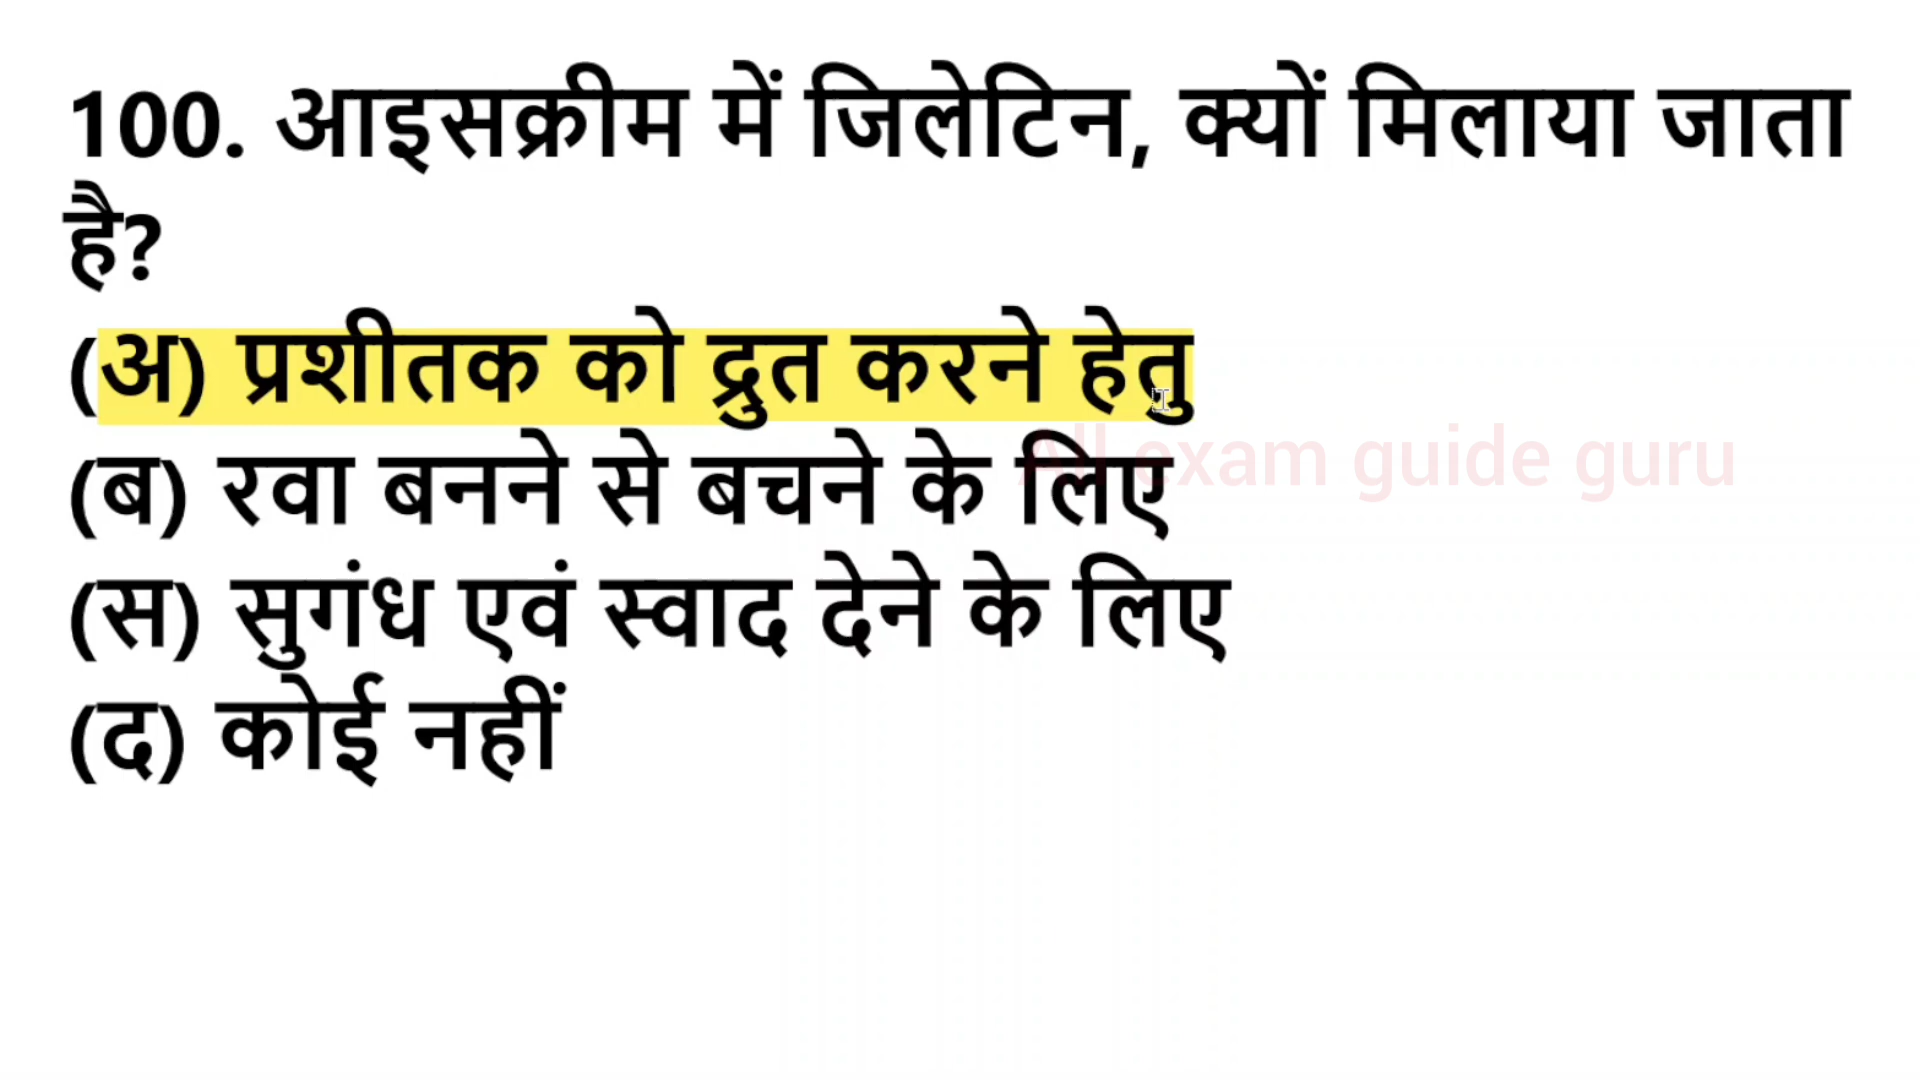 100. आइसक्रीम में जिलेटिन, क्यों मिलाया जाता
है?
(अ) प्रशीतक को द्रुत करने हेतु
(ब) रवा बनने से बचने के लिए
All exam guide guru
(स) सुगंध एवं स्वाद देने के लिए
(द) कोई नहीं